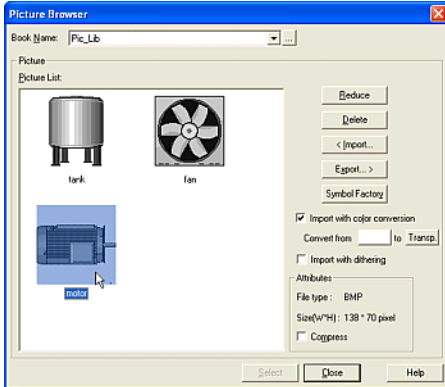 Picture Browser
Book Name: Pic_Lib ...
Picture
Picture List:
tank
fan
motor
Reduce
Delete
< Import...
Export... >
Symbol Factory
Import with color conversion
Convert from to Transp.
Import with dithering
Attributes
File type : BMP
Size(W*H) : 138 * 70 pixel
Compress
Select Close Help